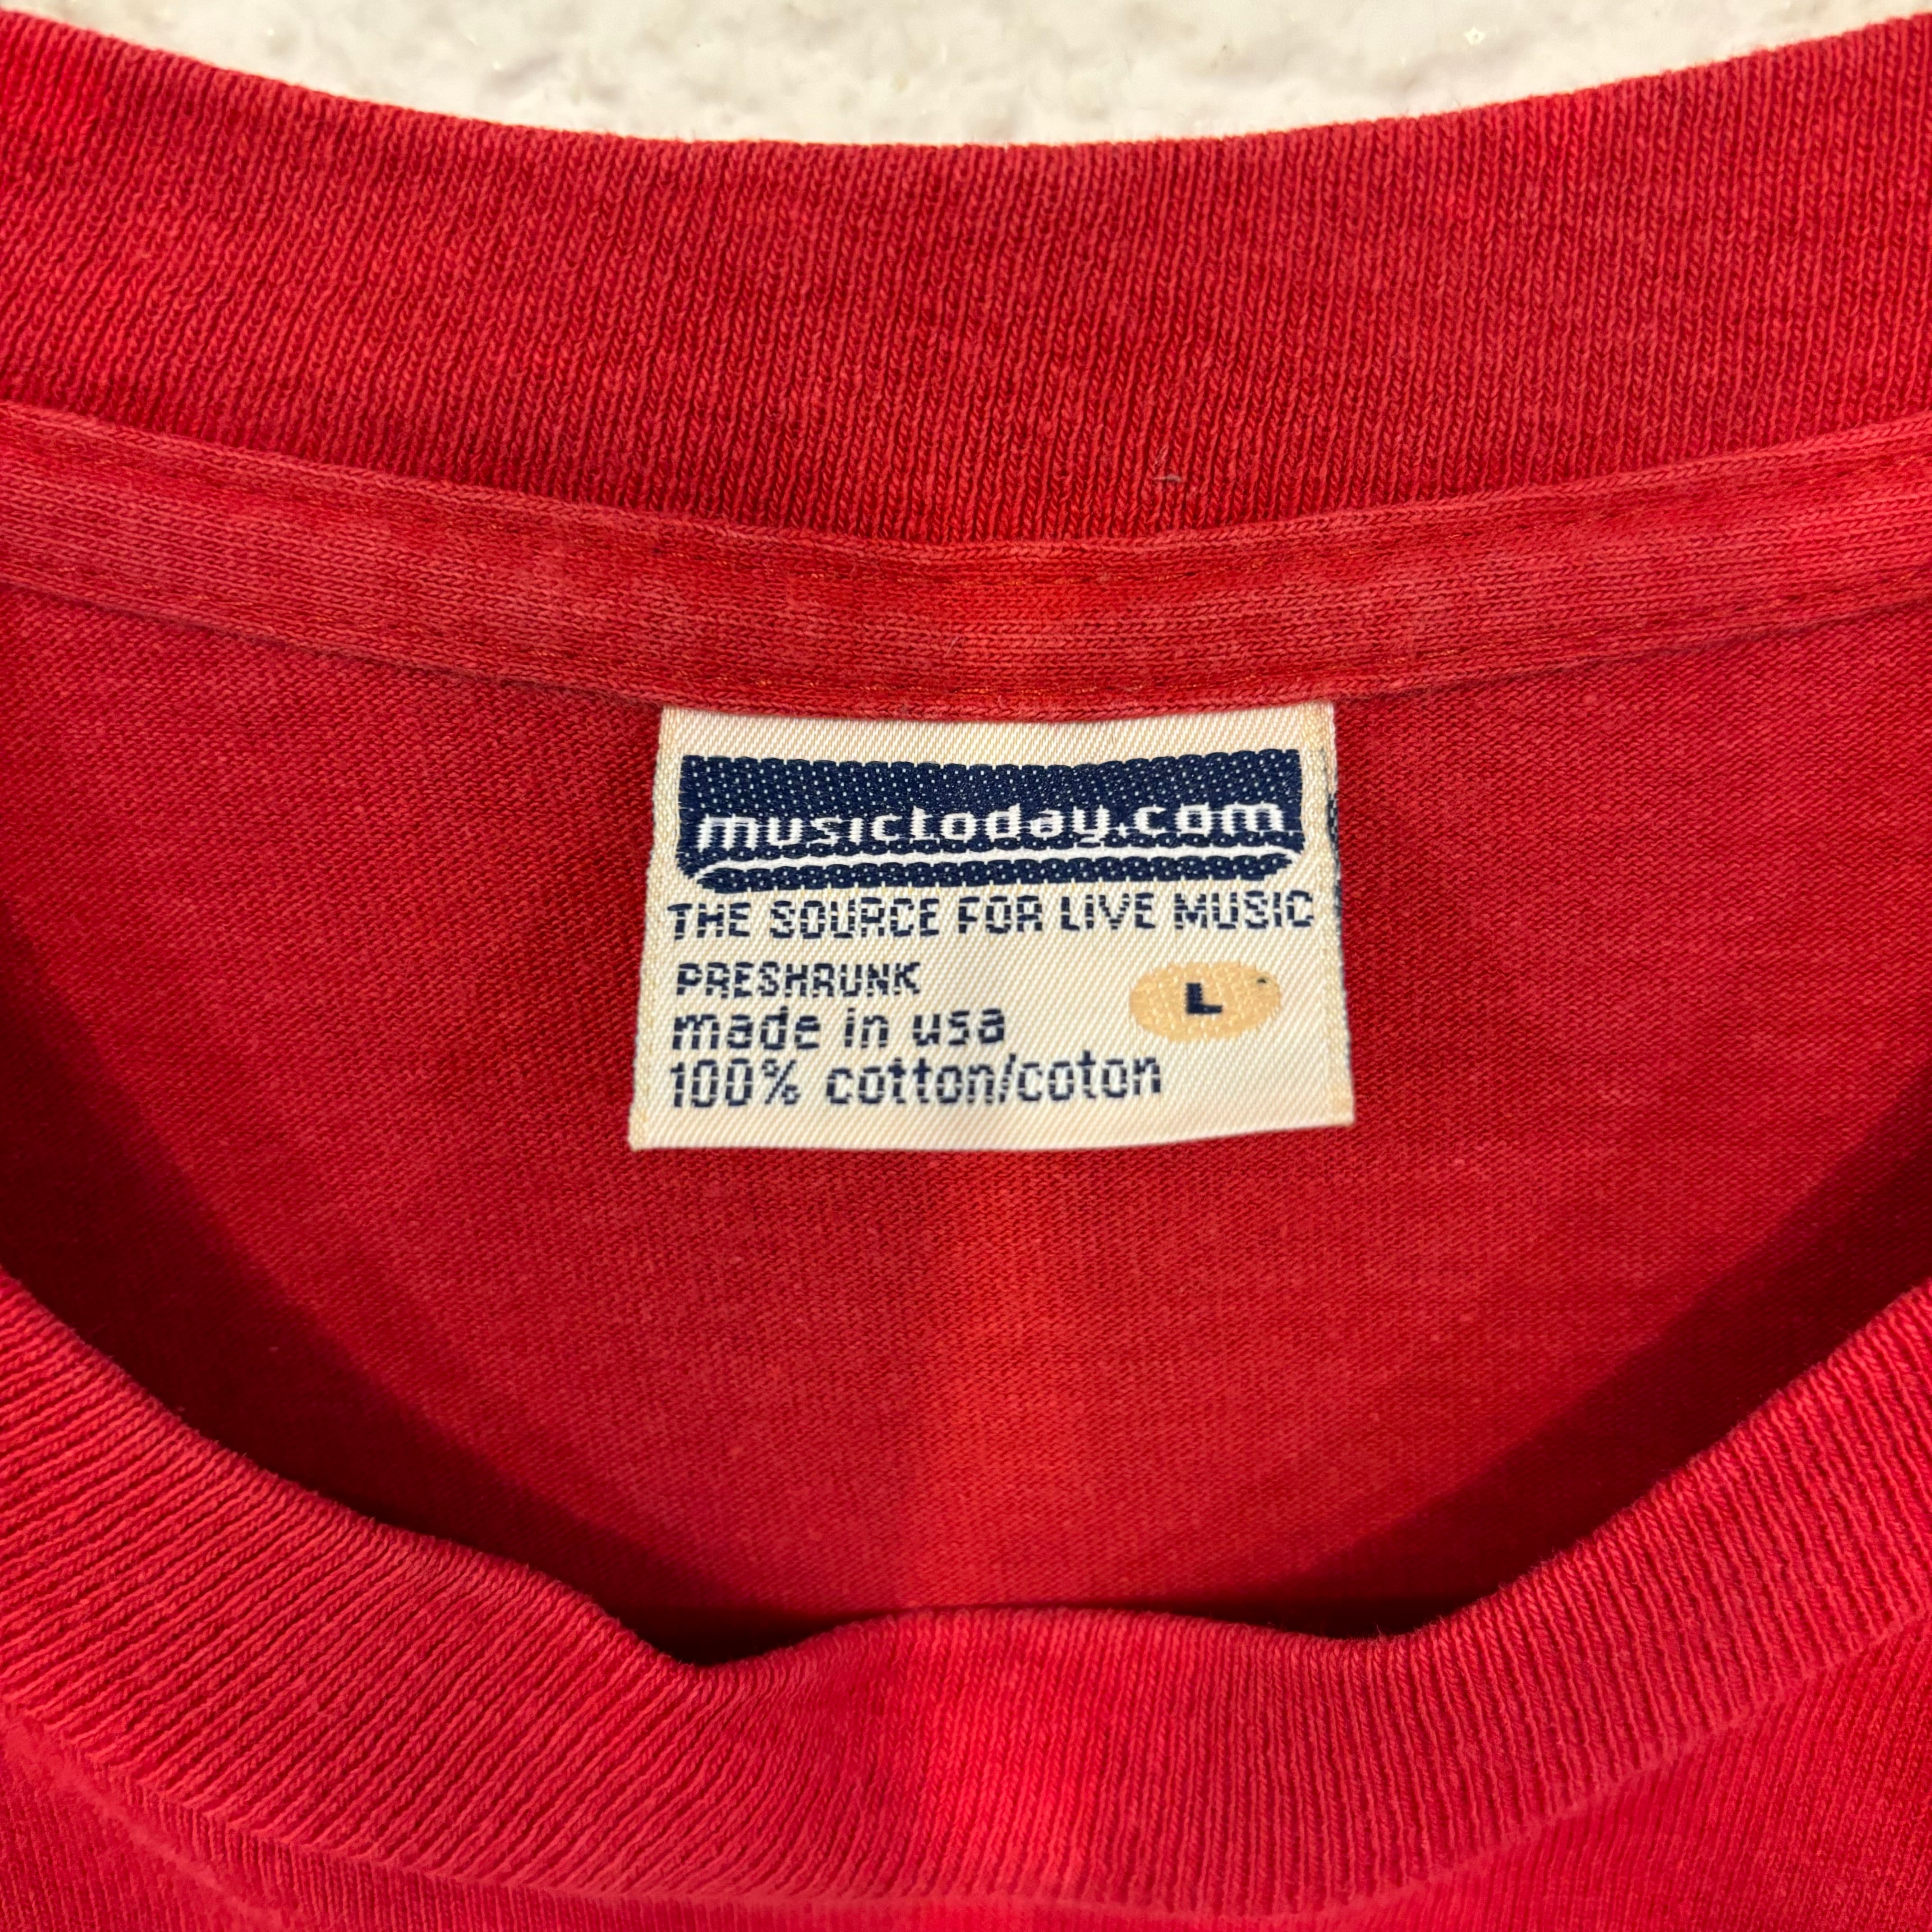 musictoday.com
THE SOURCE FOR LIVE MUSIC
PRESHRUNK
L
made in usa
100% cotton/coton